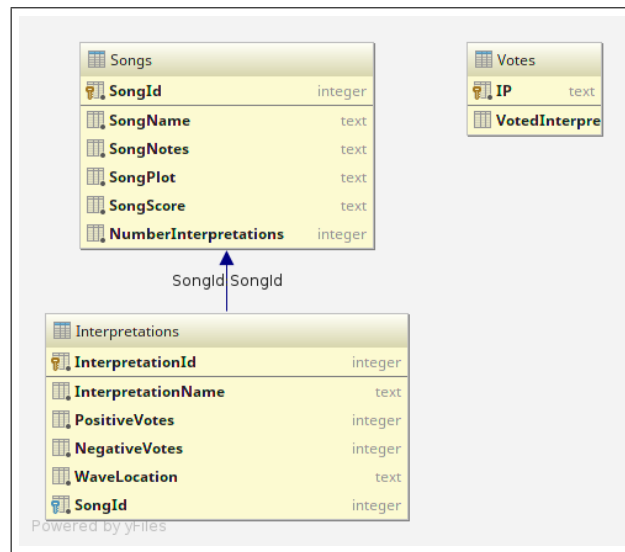 Songs
SongId integer
SongName text
SongNotes text
SongPlot text
SongScore text
NumberInterpretations integer
Votes
IP text
VotedInterpre
SongId SongId
Interpretations
InterpretationId integer
InterpretationName text
PositiveVotes integer
NegativeVotes integer
WaveLocation text
SongId integer
Powered by yFiles